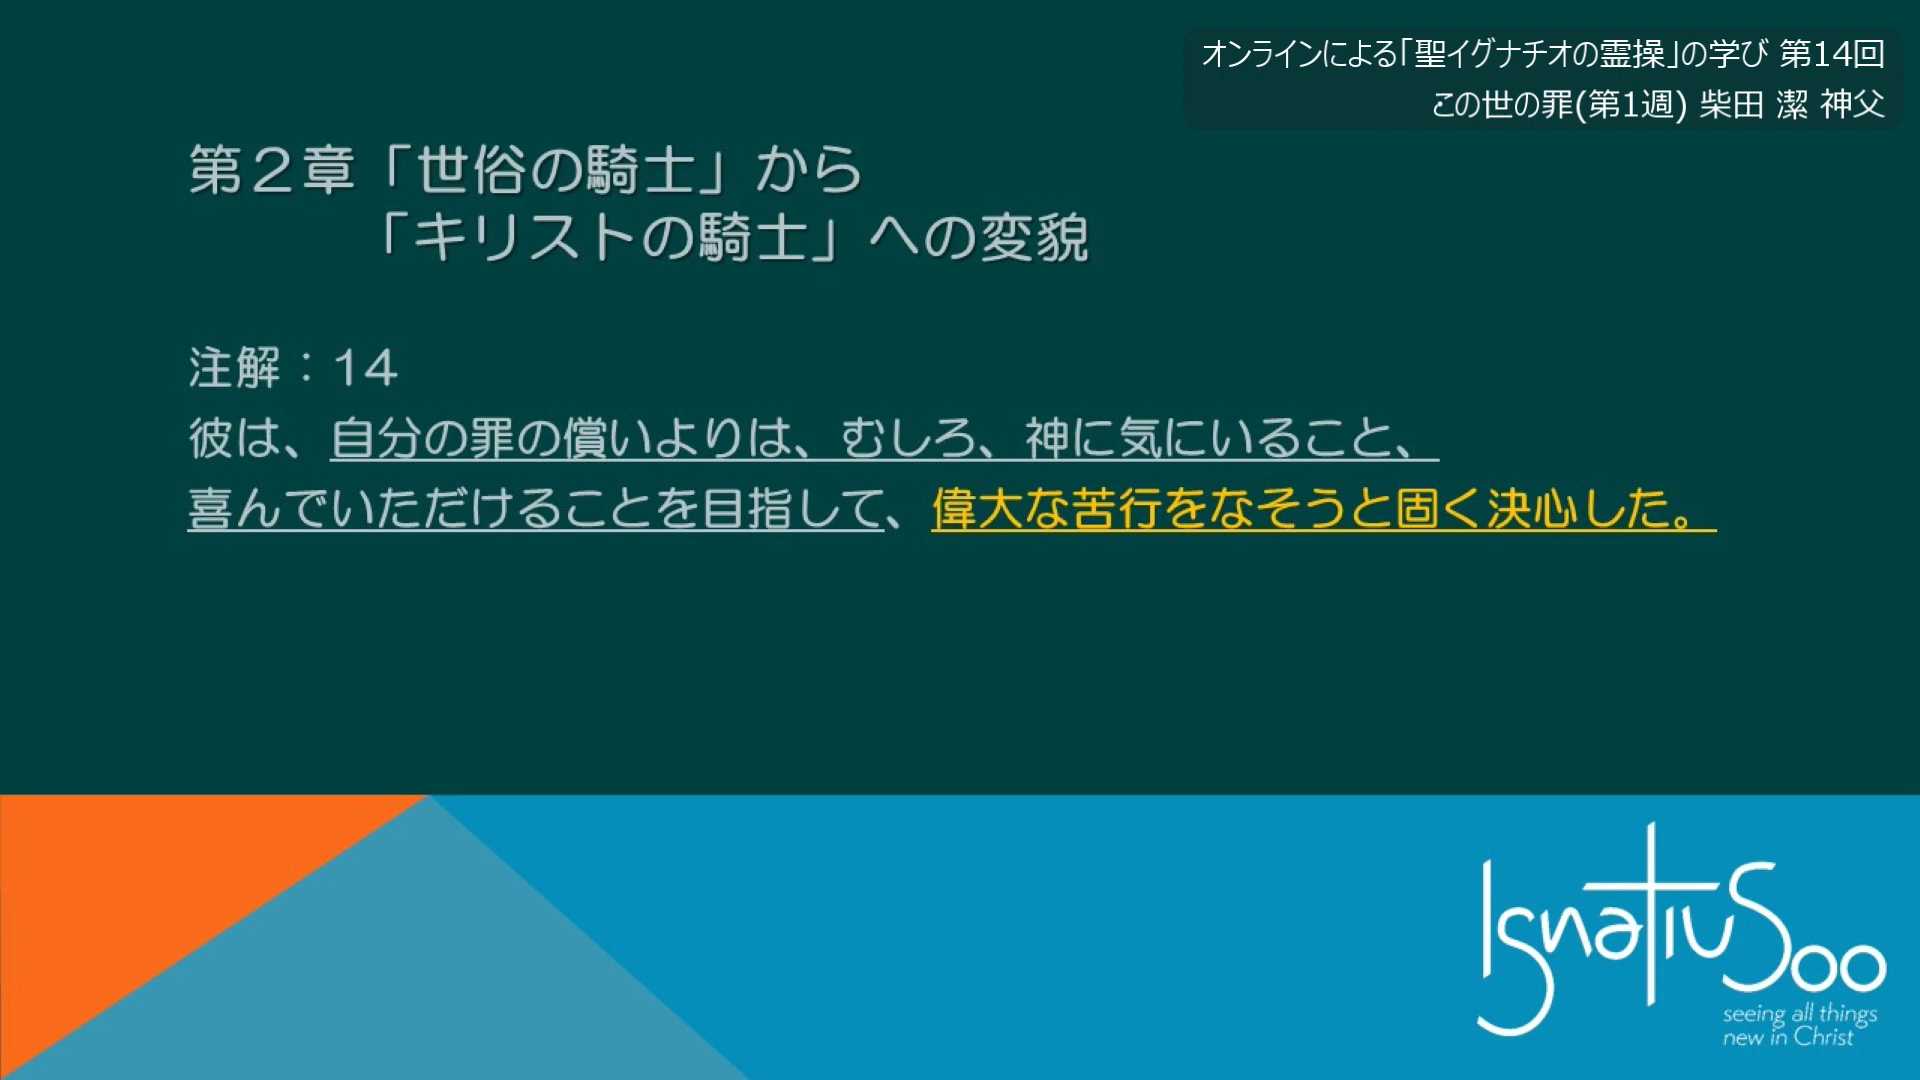 オンラインによる「聖イグナチオの霊操」の学び 第14回
この世の罪(第1週) 柴田 潔 神父
第２章「世俗の騎士」から
「キリストの騎士」への変貌
注解：14
彼は、自分の罪の償いよりは、むしろ、神に気にいること、
喜んでいただけることを目指して、偉大な苦行をなそうと固く決心した。
Ignatius500
seeing all things
new in Christ